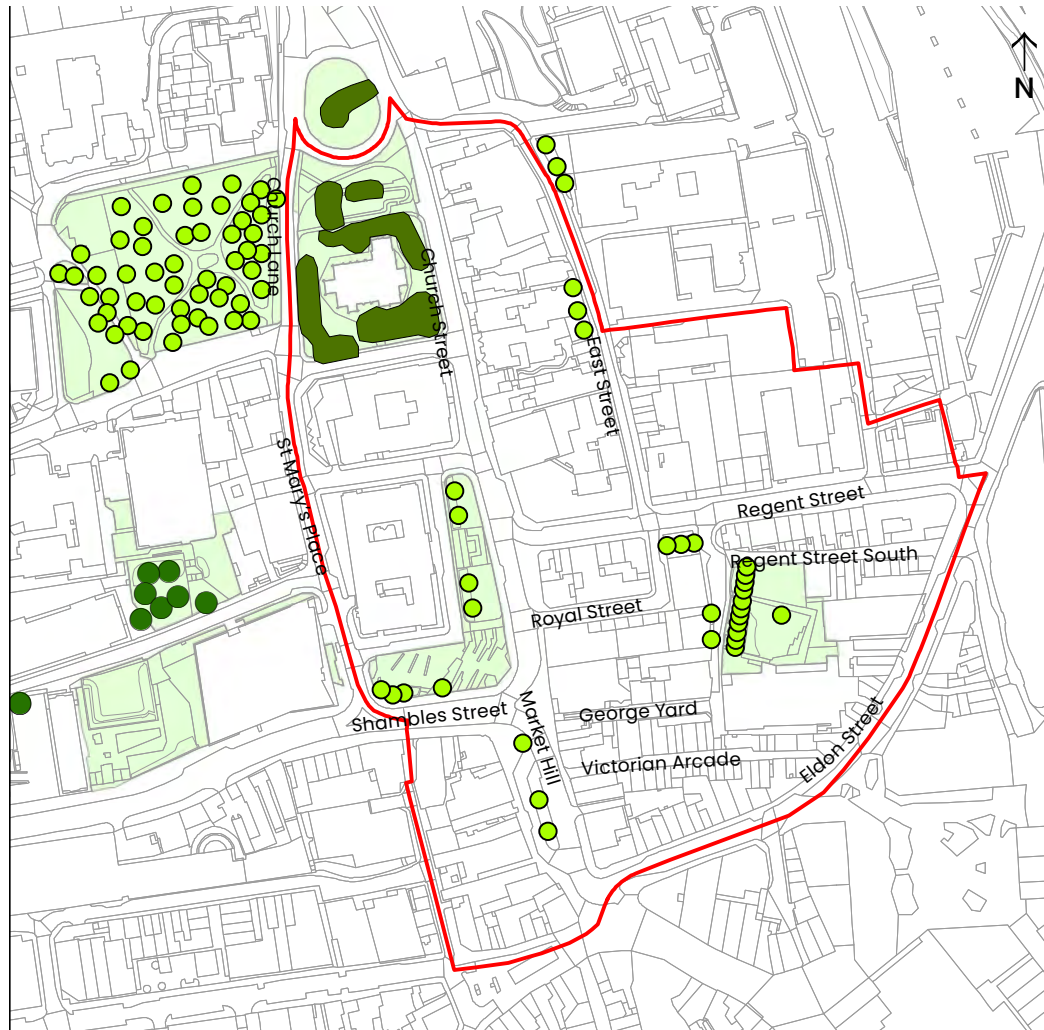 N
Church Lane
Church Street
East Street
St Mary's Place
Regent Street
Regent Street South
Royal Street
Shambles Street
Market Hill
George Yard
Victorian Arcade
Eldon Street